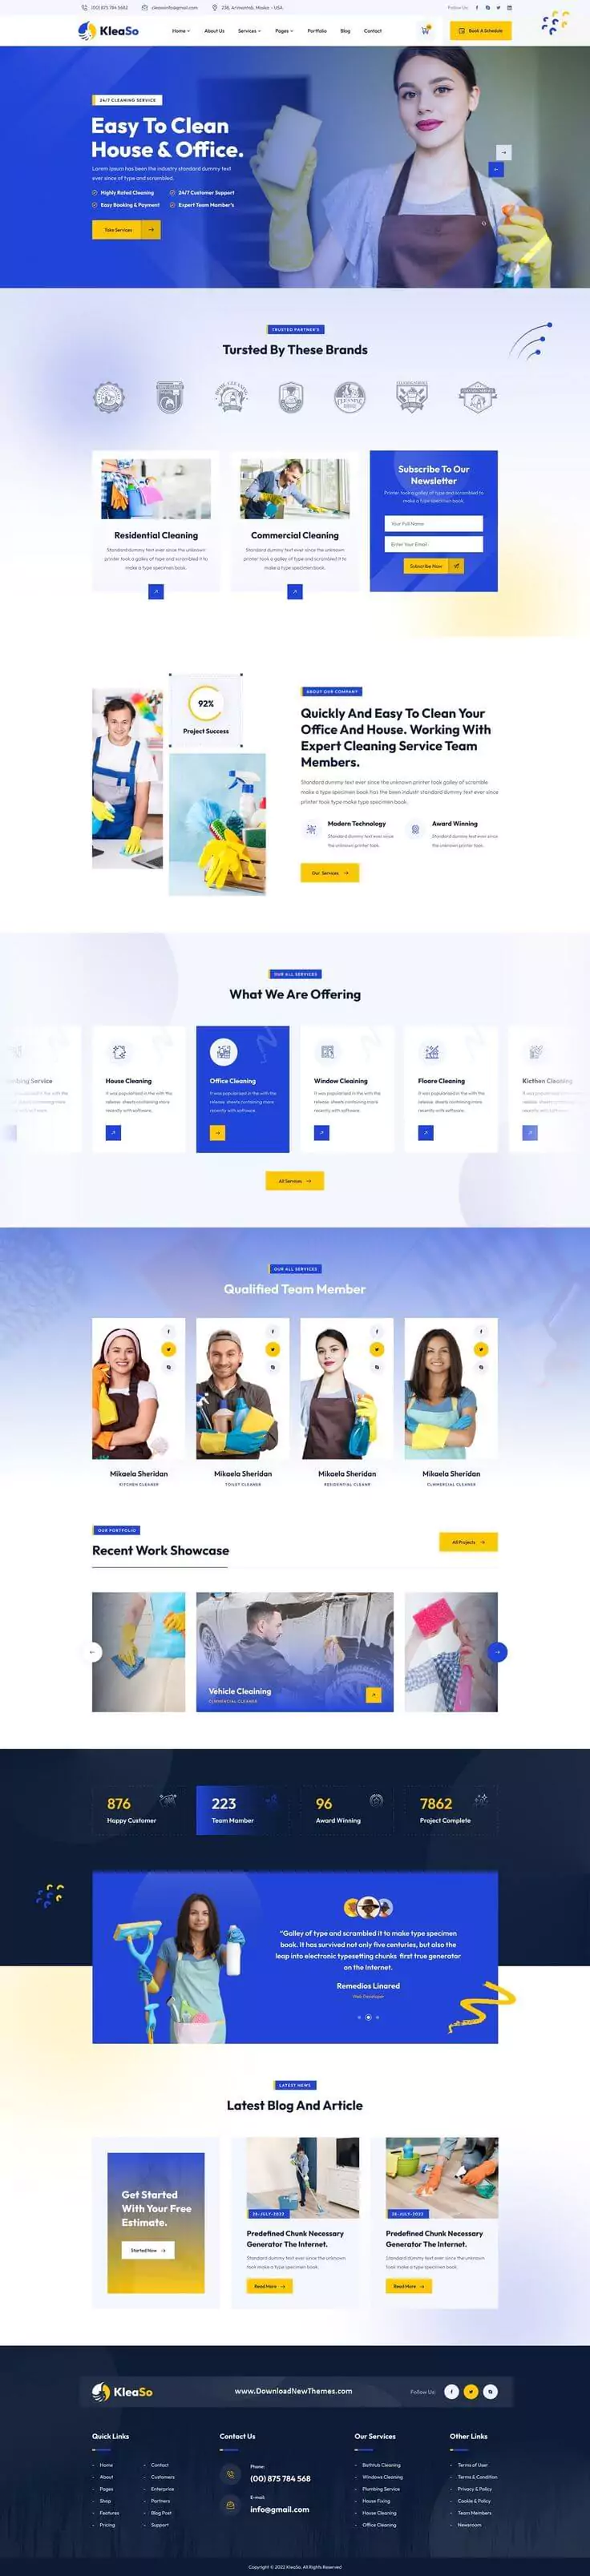 (00) 875 784 5682
cleasoinfo@gmail.com
238, Arimantab, Moska - USA.
Follow Us:
KleaSo
Home
About Us
Services
Pages
Portfolio
Blog
Contact
Book A Schedule
24/7 CLEANING SERVICE
Easy To Clean
House & Office.
Lorem Ipsum has been the industry standard dummy text
ever since of type and scrambled.
Highly Rated Cleaning
24/7 Customer Support
Easy Booking & Payment
Expert Team Member's
Take Services
TRUSTED PARTNER'S
Tursted By These Brands
Residential Cleaning
Standard dummy text ever since the unknown
printer took a galley of type and scrambled it to
make a type specimen book.
Commercial Cleaning
Standard dummy text ever since the unknown
printer took a galley of type and scrambled it to
make a type specimen book.
Subscribe To Our
Newsletter
Printer took a galley of type and scrambled to
make a type specimen book.
Your Full Name
Enter Your Email
Subscribe Now
92%
Project Success
ABOUT OUR COMPANY
Quickly And Easy To Clean Your
Office And House. Working With
Expert Cleaning Service Team
Members.
Standard dummy text ever since the unknown printer took galley of scramble
make a type specimen book has the been industr standard dummy text ever since
printer took type make type specimen book.
Modern Technology
Standard dummy text ever since
the unknown printer took.
Award Winning
Standard dummy text ever since
the unknown printer took.
Our Services
OUR ALL SERVICES
What We Are Offering
House Cleaning
It was popularised in the with the
release sheets containing more
recently with software.
Office Cleaning
It was popularised in the with the
release sheets containing more
recently with software.
Window Cleaining
It was popularised in the with the
release sheets containing more
recently with software.
Floare Cleaning
It was popularised in the with the
release sheets containing more
recently with software.
Kicthen Cleaning
It was popularised in the with
release sheets containing
recently with software.
All Services
OUR ALL SERVICES
Qualified Team Member
Mikaela Sheridan
KITCHEN CLEANER
Mikaela Sheridan
TOILET CLEANER
Mikaela Sheridan
RESIDENTIAL CLEANR
Mikaela Sheridan
CLMMERCIAL CLEANER
OUR PORTFOLIO
Recent Work Showcase
All Projects
Vehicle Cleaining
CLMMERCIAL CLEANER
876
Happy Customer
223
Team Mamber
96
Award Winning
7862
Project Complete
“Galley of type and scrambled it to make type specimen
book. It has survived not only five centuries, but also the
leap into electronic typesetting chunks first true generator
on the Internet.
Remedios Linared
Web Developer
LATEST NEWS
Latest Blog And Article
Get Started
With Your Free
Estimate.
Started Now
28-JULY-2022
Predefined Chunk Necessary
Generator The Internet.
Standard dummy text ever since the unknown
took make a type specimen book.
Read More
28-JULY-2022
Predefined Chunk Necessary
Generator The Internet.
Standard dummy text ever since the unknown
took make a type specimen book.
Read More
KleaSo
www.DownloadNewThemes.com
Follow Us:
Quick Links
Home
About
Pages
Shop
Features
Pricing
Contact
Customers
Enterprise
Partners
Blog Post
Support
Contact Us
Phone:
(00) 875 784 568
E-mail:
info@gmail.com
Our Services
Bathtub Cleaning
Windows Cleaning
Plumbing Service
House Fixing
House Cleaning
Office Cleaning
Other Links
Terms of User
Terms & Condition
Privacy & Policy
Cookie & Policy
Team Members
Newsroom
Copyright © 2022 KleaSo. All Rights Reserved